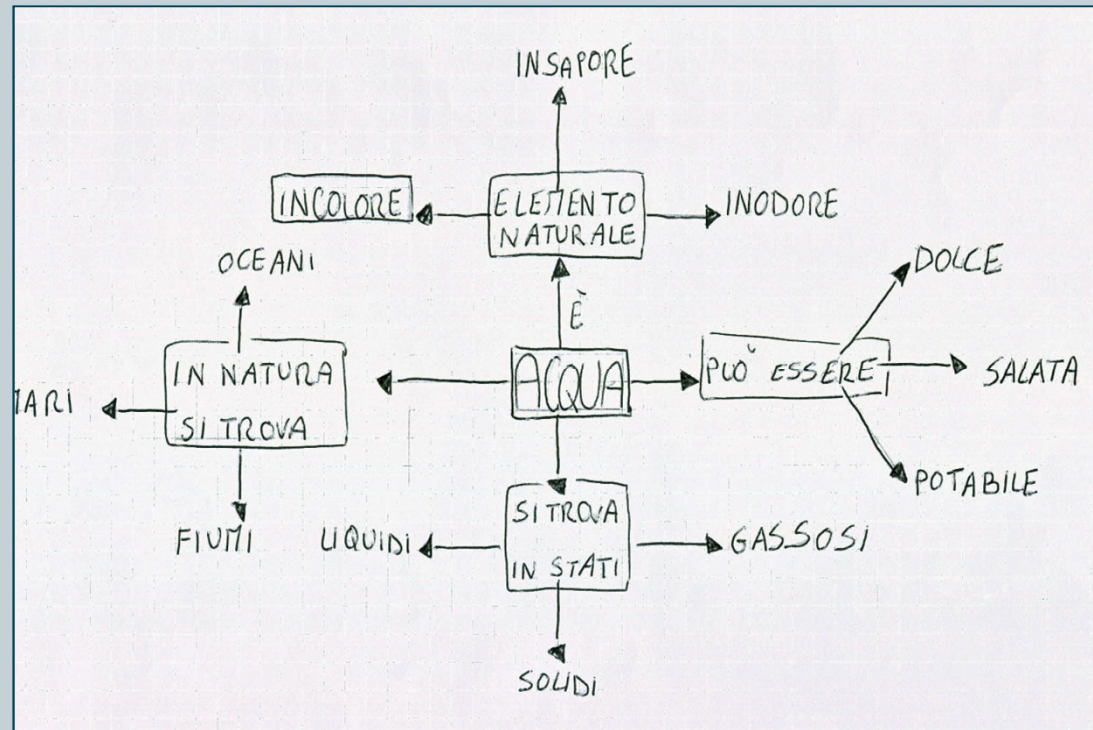 INSAPORE
INCOLORE
ELEMENTO
NATURALE
INODORE
OCEANI
È
DOLCE
IN NATURA
SI TROVA
ACQUA
PUÒ ESSERE
SALATA
FIUMI
POTABILE
LIQUIDI
SI TROVA
IN STATI
GASSOSI
SOLIDI